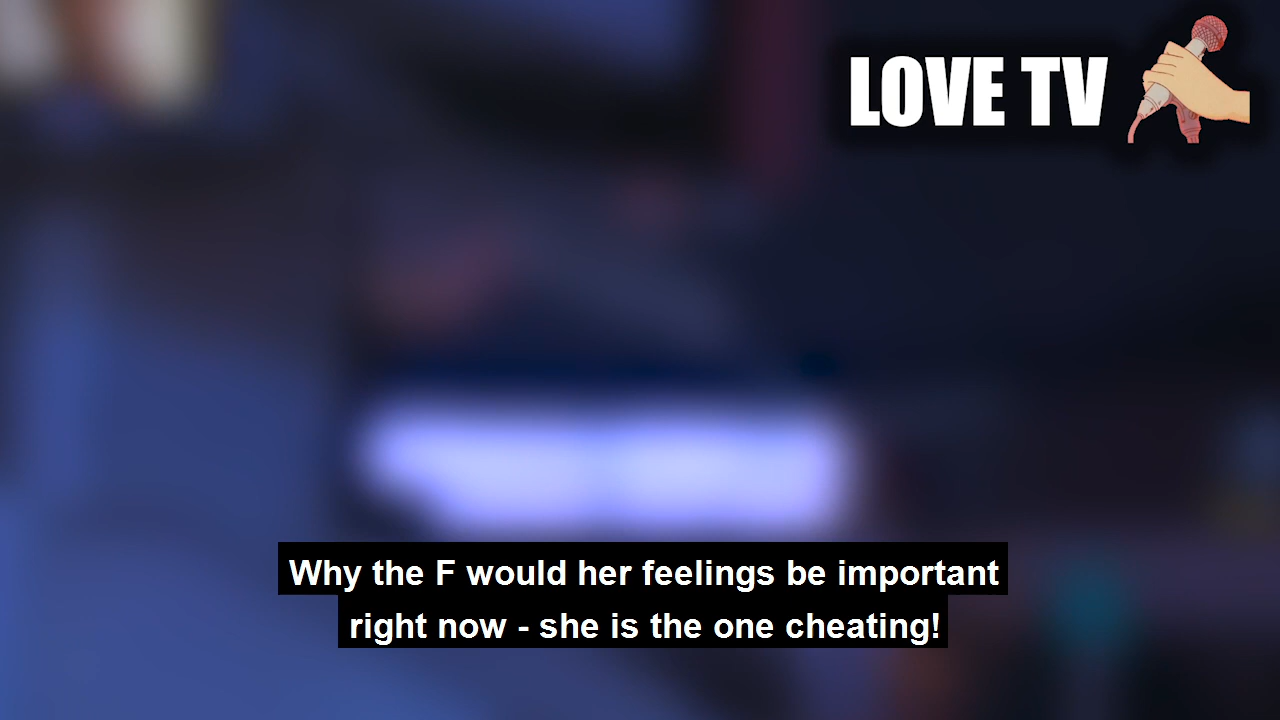 LOVE TV
Why the F would her feelings be important
right now - she is the one cheating!